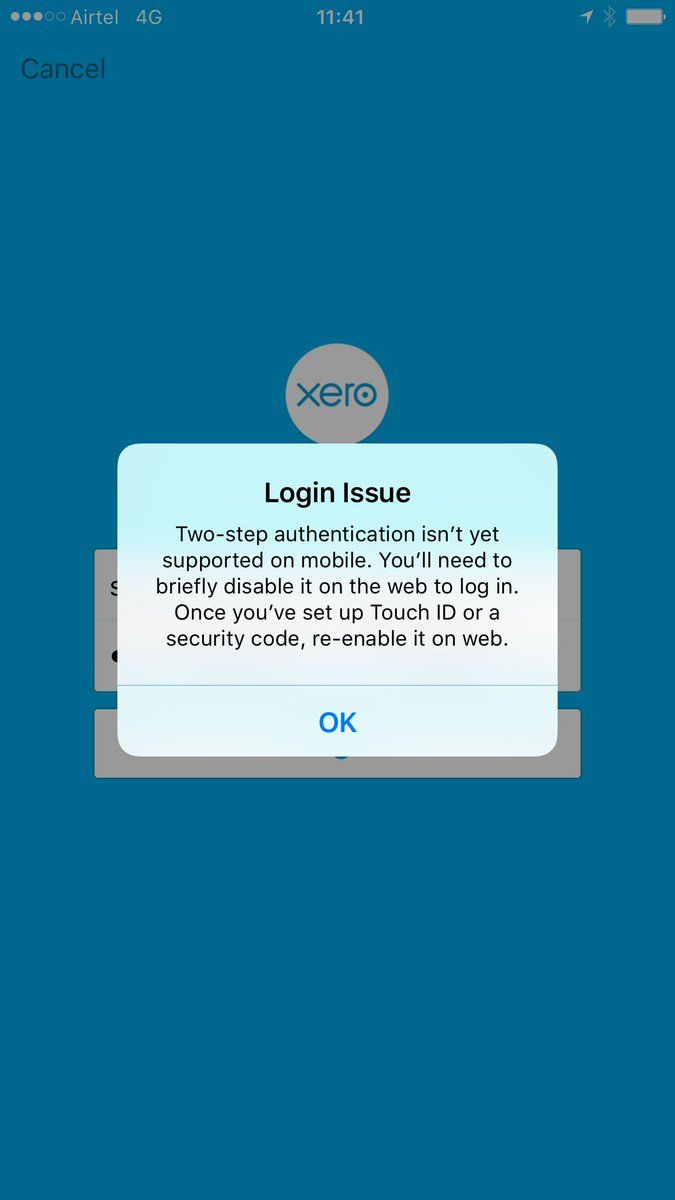 Airtel 4G 11:41
Cancel
xero
Login Issue
Two-step authentication isn’t yet
supported on mobile. You’ll need to
briefly disable it on the web to log in.
Once you’ve set up Touch ID or a
security code, re-enable it on web.
OK